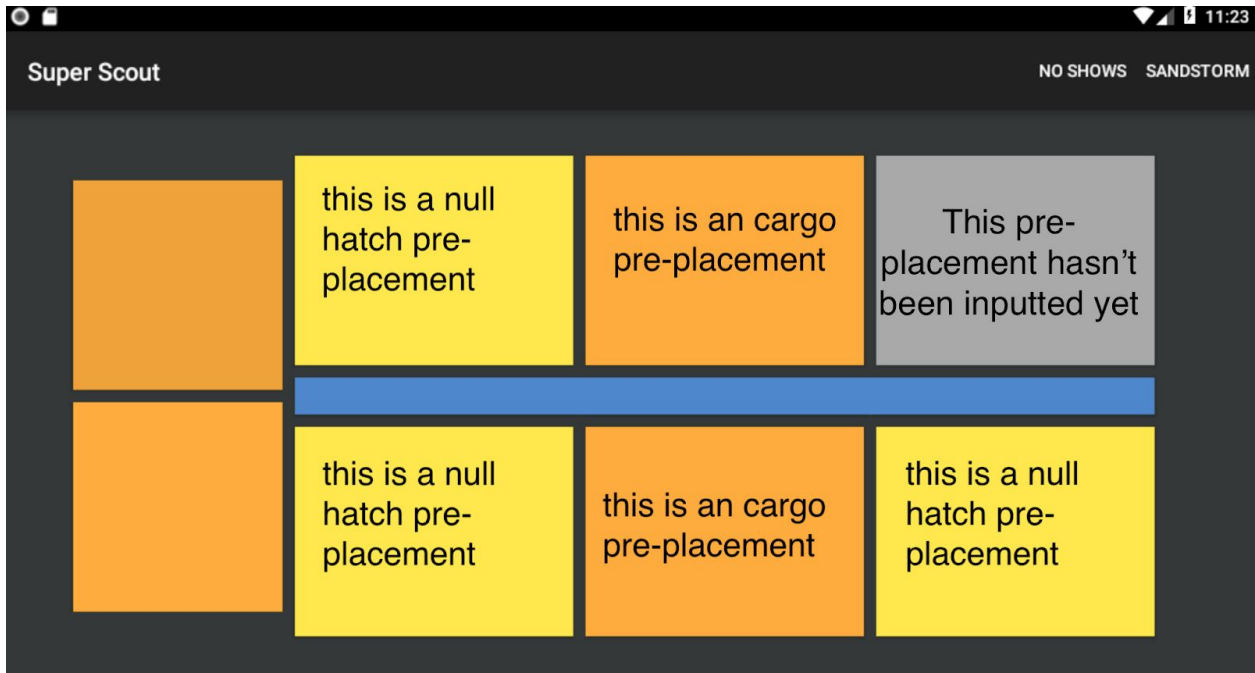 11:23
Super Scout
NO SHOWS SANDSTORM
this is a null
hatch pre-
placement
this is an cargo
pre-placement
This pre-
placement hasn’t
been inputted yet
this is a null
hatch pre-
placement
this is an cargo
pre-placement
this is a null
hatch pre-
placement